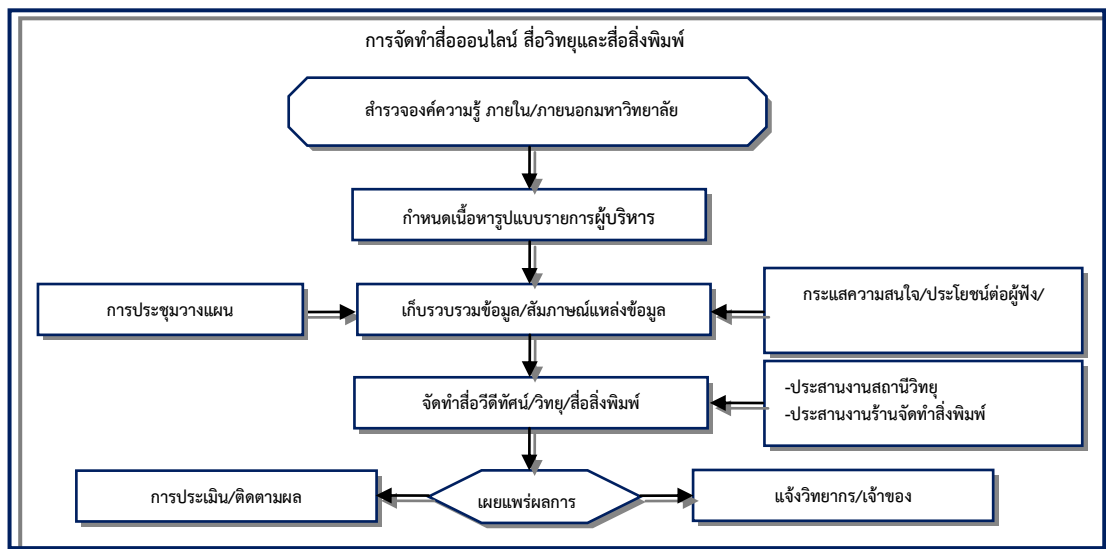 การจัดทำสื่อออนไลน์ สื่อวิทยุและสื่อสิ่งพิมพ์
สำรวจองค์ความรู้ ภายใน/ภายนอกมหาวิทยาลัย
กำหนดเนื้อหารูปแบบรายการผู้บริหาร
การประชุมวางแผน
เก็บรวบรวมข้อมูล/สัมภาษณ์แหล่งข้อมูล
กระแสความสนใจ/ประโยชน์ต่อผู้ฟัง/
จัดทำสื่อวีดีทัศน์/วิทยุ/สื่อสิ่งพิมพ์
-ประสานงานสถานีวิทยุ
-ประสานงานร้านจัดทำสิ่งพิมพ์
การประเมิน/ติดตามผล
เผยแพร่ผลการ
แจ้งวิทยากร/เจ้าของ